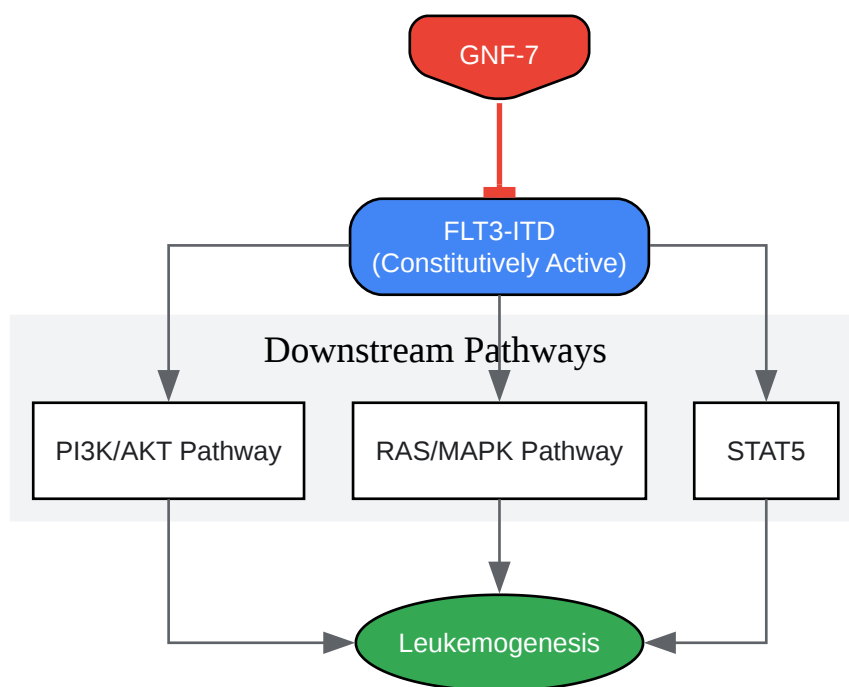 GNF-7
FLT3-ITD
(Constitutively Active)
Downstream Pathways
PI3K/AKT Pathway
RAS/MAPK Pathway
STAT5
Leukemogenesis